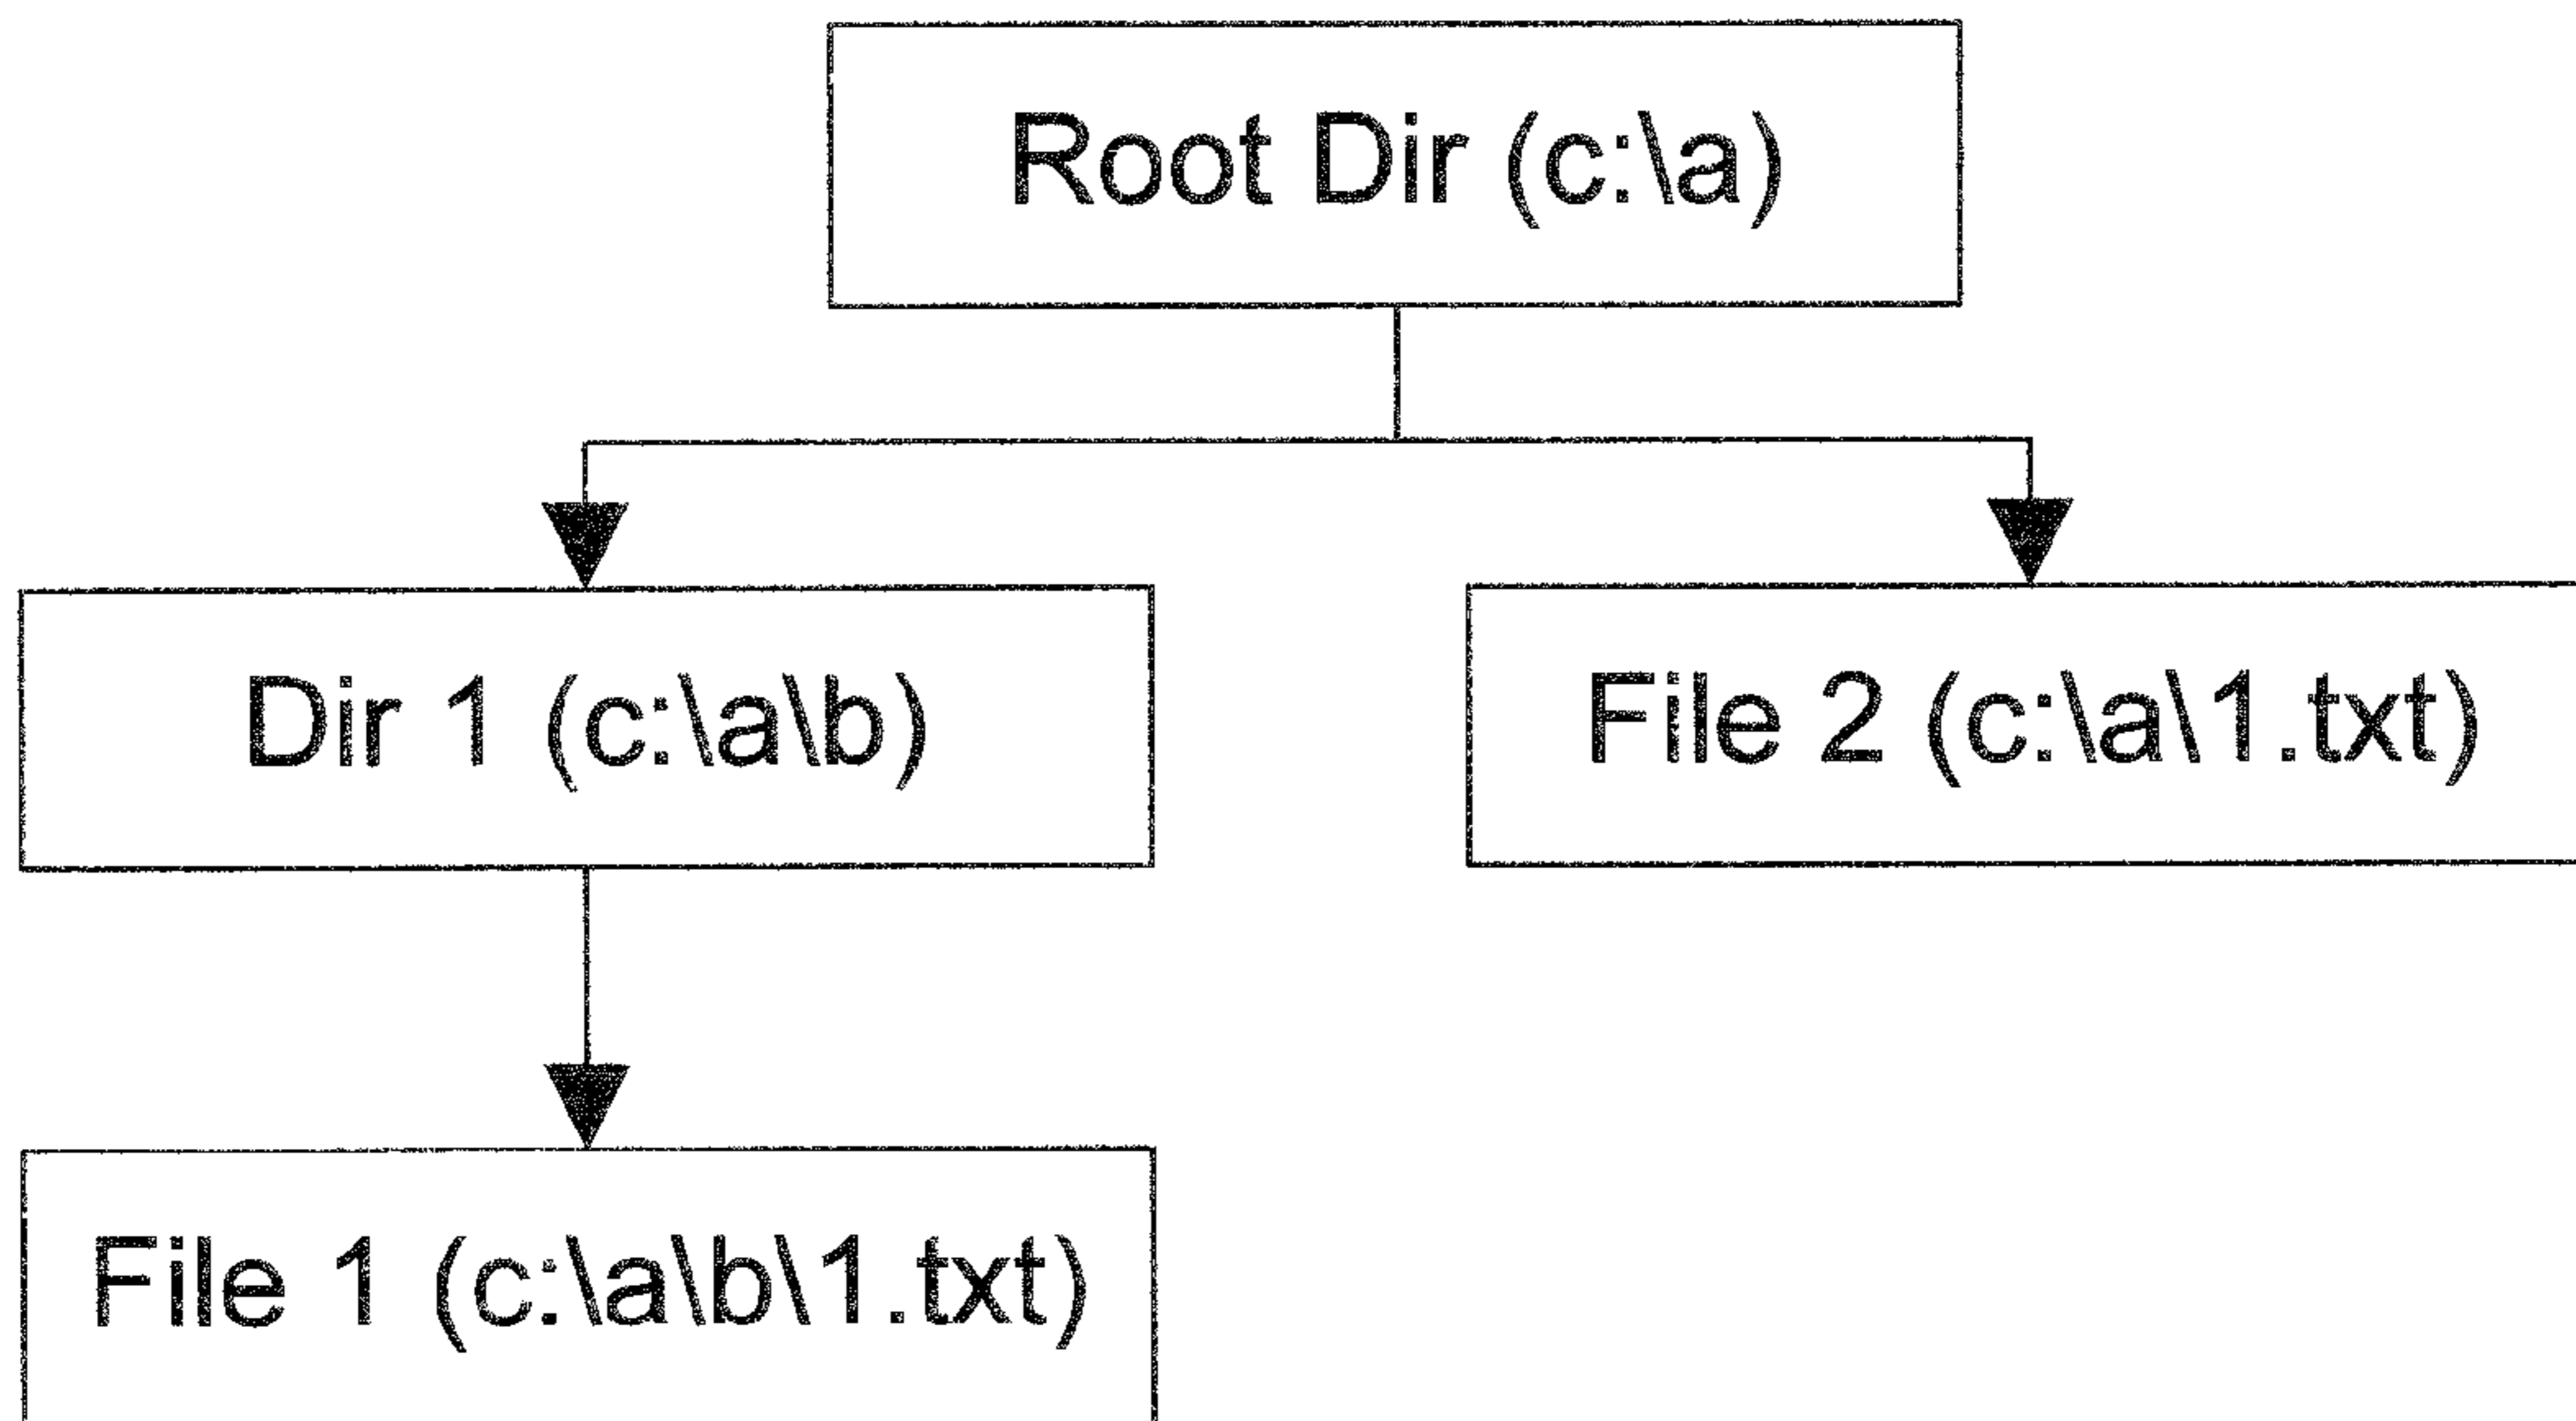 Root Dir (c:\a)
Dir 1 (c:\a\b)
File 2 (c:\a\1.txt)
File 1 (c:\a\b\1.txt)